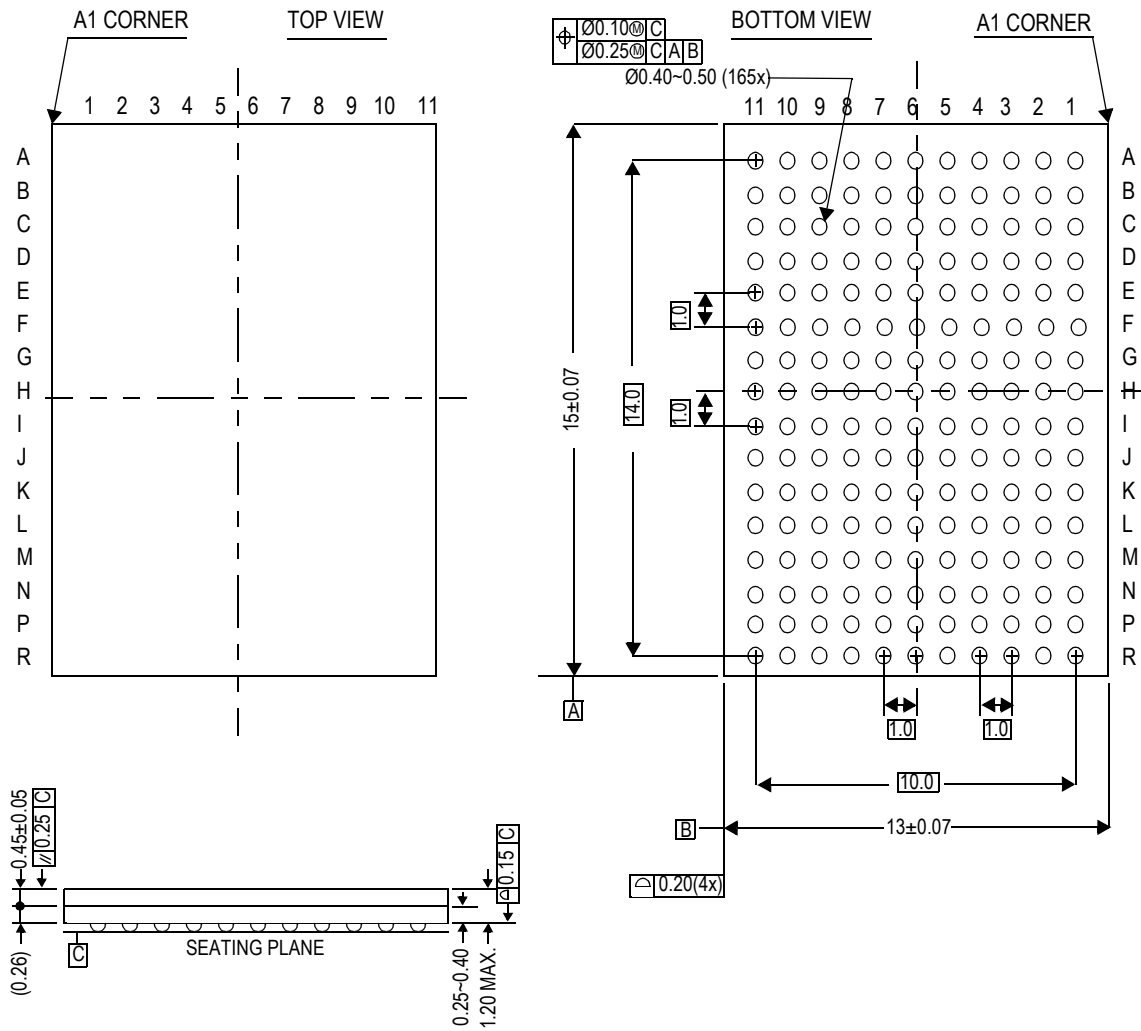 A1 CORNER
TOP VIEW
1 2 3 4 5 6 7 8 9 10 11
A
B
C
D
E
F
G
H
I
J
K
L
M
N
P
R
Ø0.10Ⓜ C
Ø0.25Ⓜ C A B
BOTTOM VIEW
A1 CORNER
Ø0.40~0.50 (165x)
11 10 9 8 7 6 5 4 3 2 1
A
B
C
D
E
F
G
H
I
J
K
L
M
N
P
R
1.0
1.0
14.0
15±0.07
A
1.0
1.0
10.0
B
13±0.07
0.20(4x)
0.45±0.05
// 0.25 C
(0.26)
C
SEATING PLANE
0.15 C
0.25~0.40
1.20 MAX.